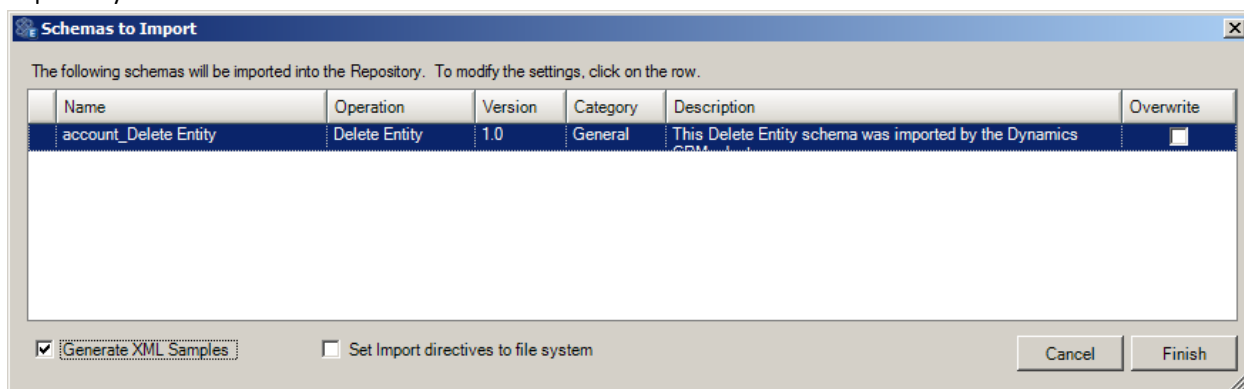 Schemas to Import
The following schemas will be imported into the Repository. To modify the settings, click on the row.
Name Operation Version Category Description Overwrite
account_Delete Entity Delete Entity 1.0 General This Delete Entity schema was imported by the Dynamics
Generate XML Samples Set Import directives to file system Cancel Finish